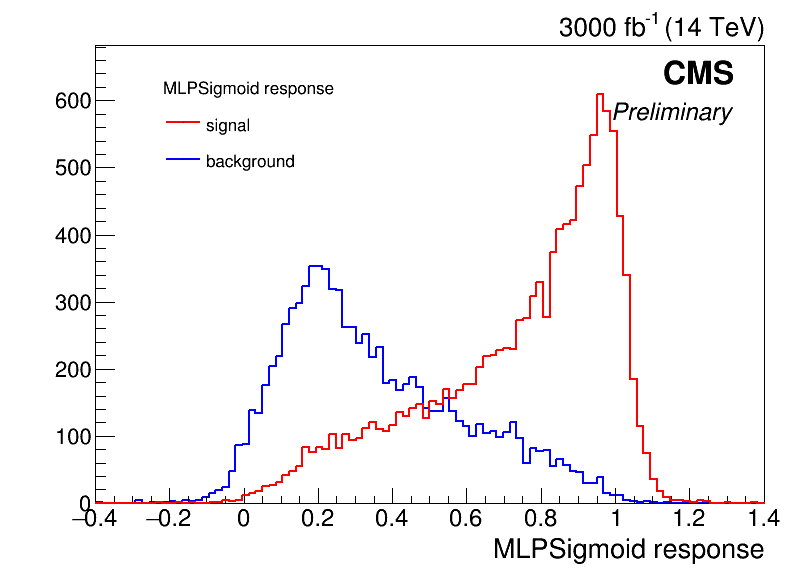 3000 fb⁻¹ (14 TeV)
CMS
Preliminary
MLPSigmoid response
signal
background
600
500
400
300
200
100
0
−0.4 −0.2 0 0.2 0.4 0.6 0.8 1 1.2 1.4
MLPSigmoid response